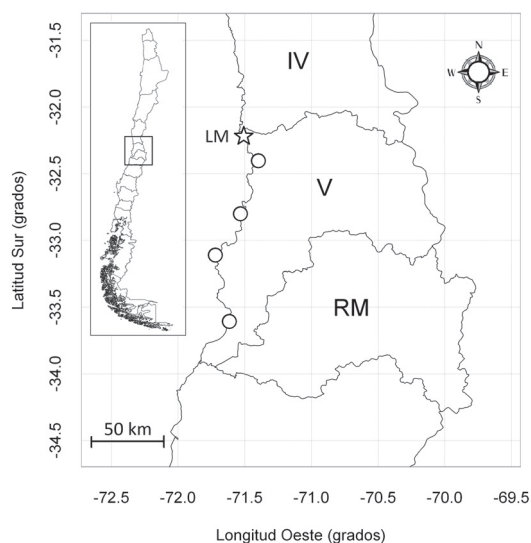 -31.5
-32.0
-32.5
-33.0
-33.5
-34.0
-34.5
Latitud Sur (grados)
IV
N
W E
S
LM
V
RM
50 km
-72.5 -72.0 -71.5 -71.0 -70.5 -70.0 -69.5
Longitud Oeste (grados)